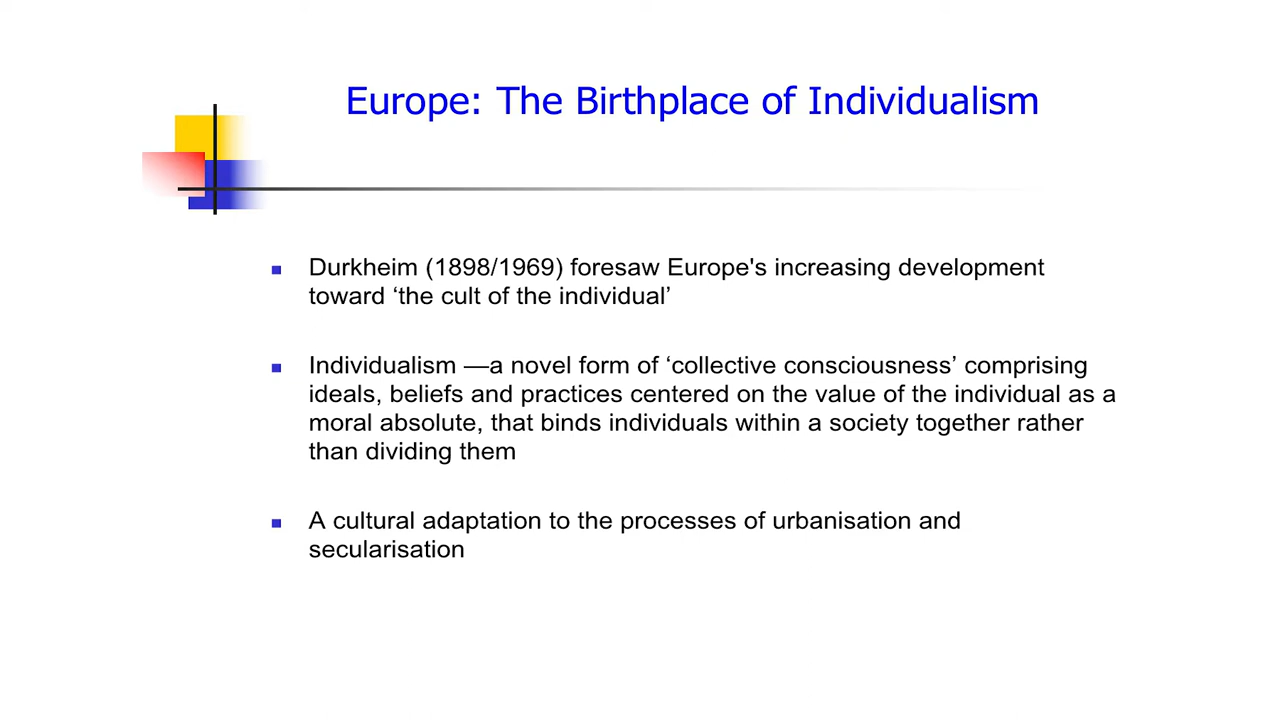 Europe: The Birthplace of Individualism
Durkheim (1898/1969) foresaw Europe's increasing development
toward ‘the cult of the individual’
Individualism —a novel form of ‘collective consciousness’ comprising
ideals, beliefs and practices centered on the value of the individual as a
moral absolute, that binds individuals within a society together rather
than dividing them
A cultural adaptation to the processes of urbanisation and
secularisation